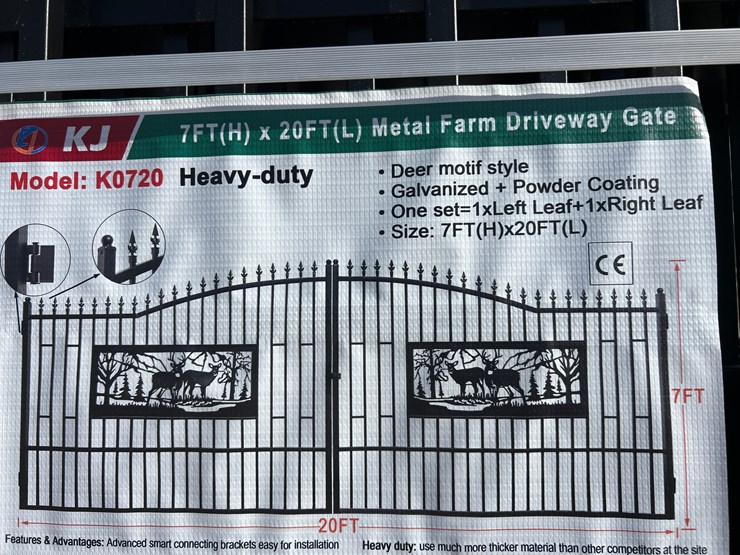 KJ 7FT(H) x 20FT(L) Metal Farm Driveway Gate
Model: K0720 Heavy-duty
• Deer motif style
• Galvanized + Powder Coating
• One set=1xLeft Leaf+1xRight Leaf
• Size: 7FT(H)x20FT(L)
CE
7FT
20FT
Features & Advantages: Advanced smart connecting brackets easy for installation
Heavy duty: use much more thicker material than other competitors at the site